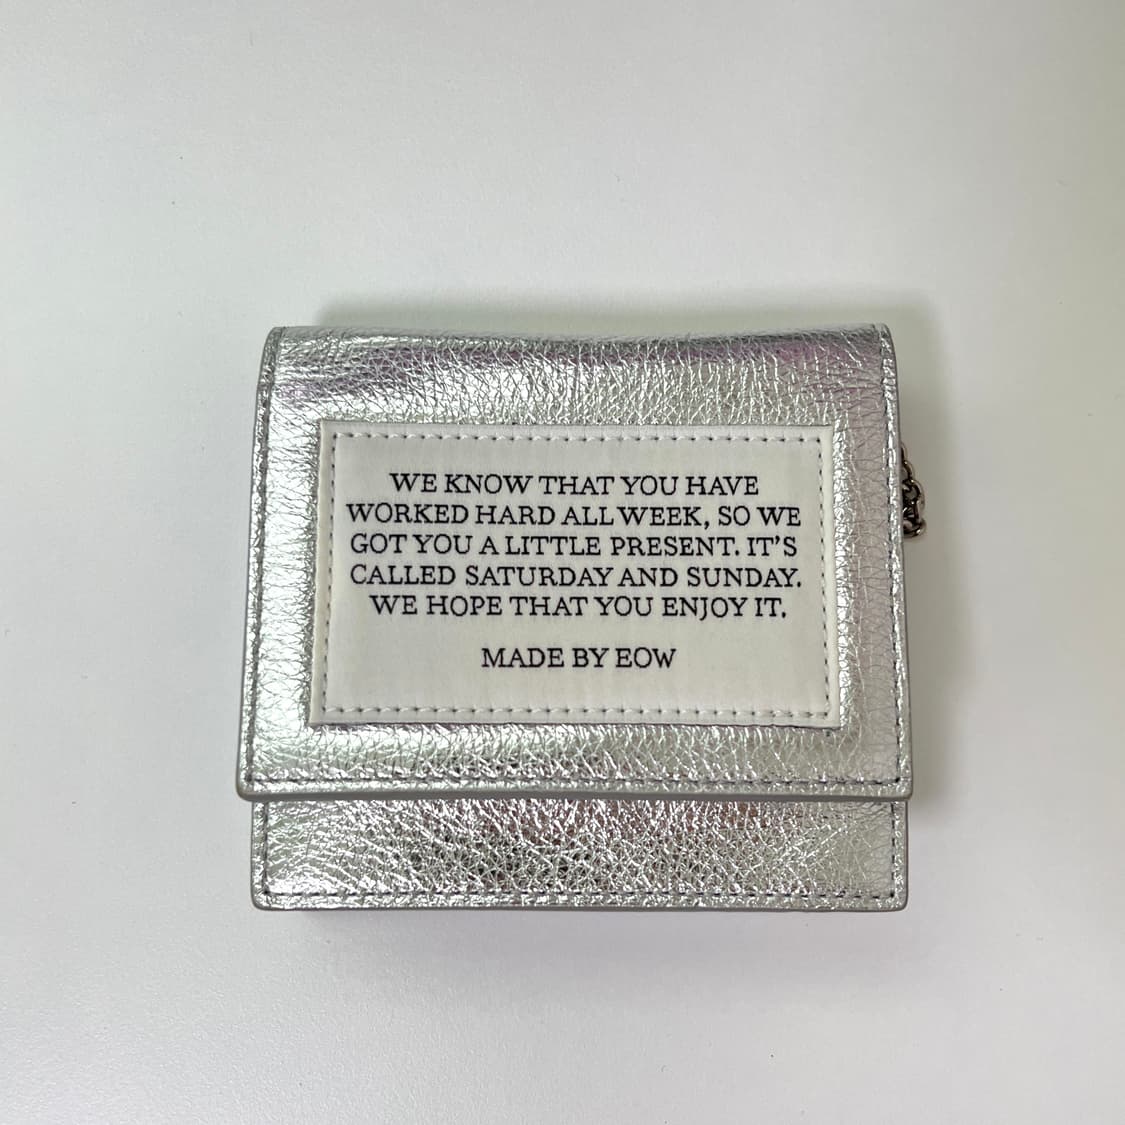 WE KNOW THAT YOU HAVE
WORKED HARD ALL WEEK, SO WE
GOT YOU A LITTLE PRESENT. IT'S
CALLED SATURDAY AND SUNDAY.
WE HOPE THAT YOU ENJOY IT.
MADE BY EOW